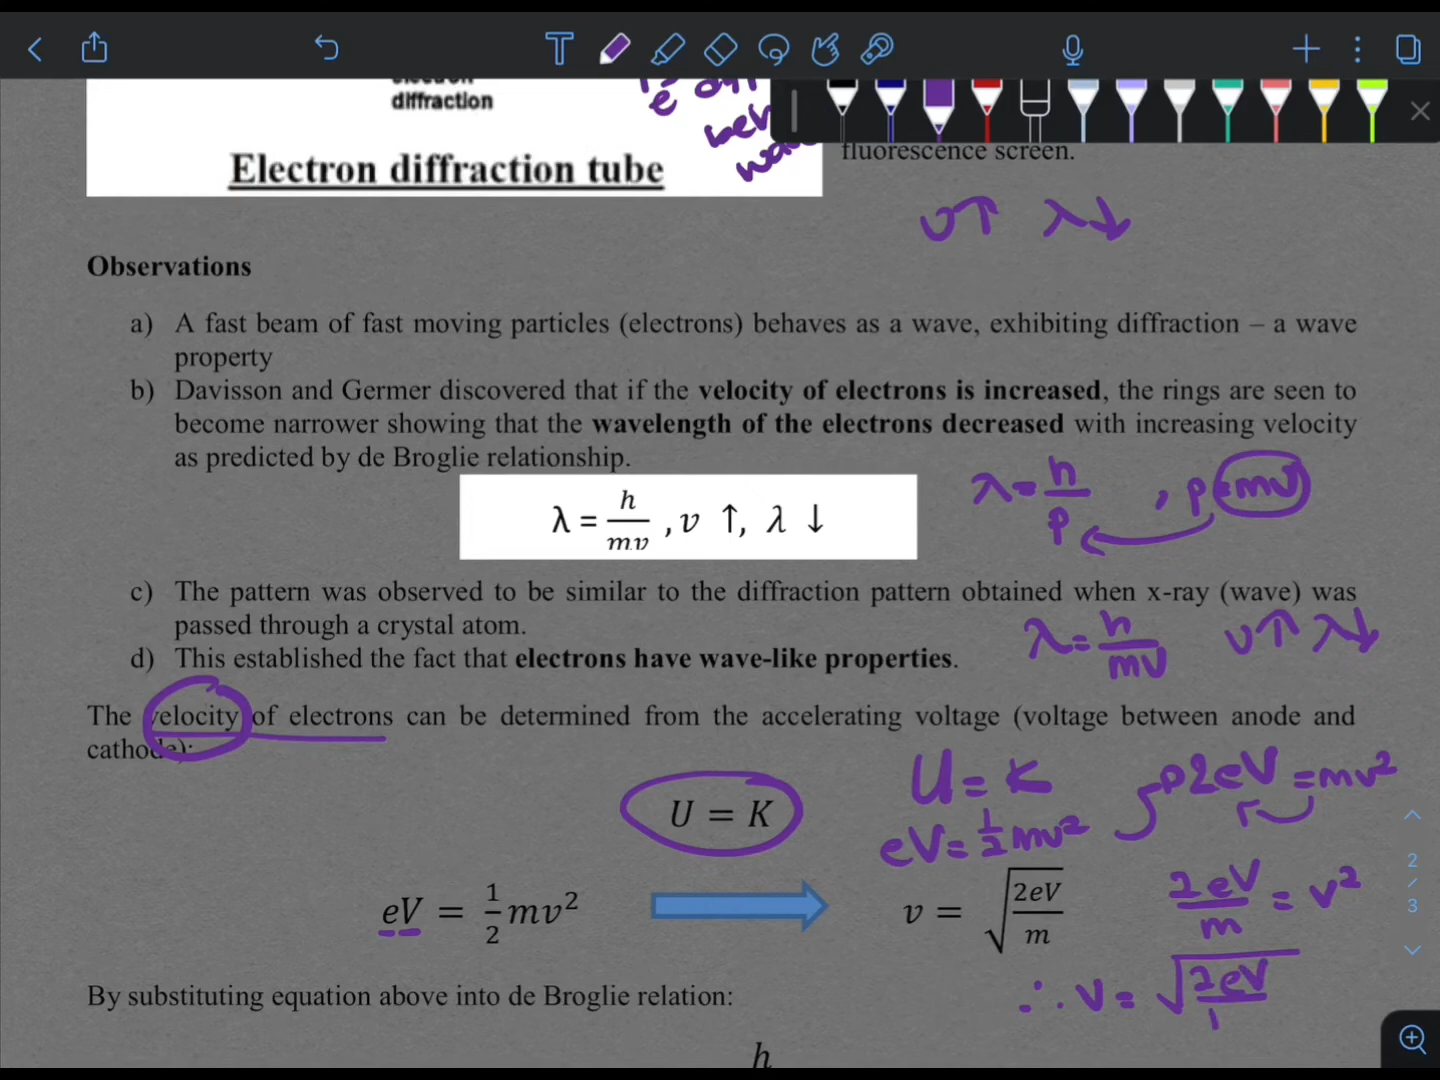 diffraction
Electron diffraction tube
fluorescence screen.
v↑ λ↓
Observations
a) A fast beam of fast moving particles (electrons) behaves as a wave, exhibiting diffraction – a wave
property
b) Davisson and Germer discovered that if the velocity of electrons is increased, the rings are seen to
become narrower showing that the wavelength of the electrons decreased with increasing velocity
as predicted by de Broglie relationship.
λ = h/mv , v ↑, λ ↓
λ = h/p , p = mv
c) The pattern was observed to be similar to the diffraction pattern obtained when x-ray (wave) was
passed through a crystal atom.
λ = h/mv v↑ λ↓
d) This established the fact that electrons have wave-like properties.
The velocity of electrons can be determined from the accelerating voltage (voltage between anode and
cathode):
U = K
U = K
eV = ½mv²
2eV = mv²
eV = ½mv²
v = √(2eV/m)
2eV/m = v²
∴ v = √2eV
By substituting equation above into de Broglie relation:
h
2
/
3